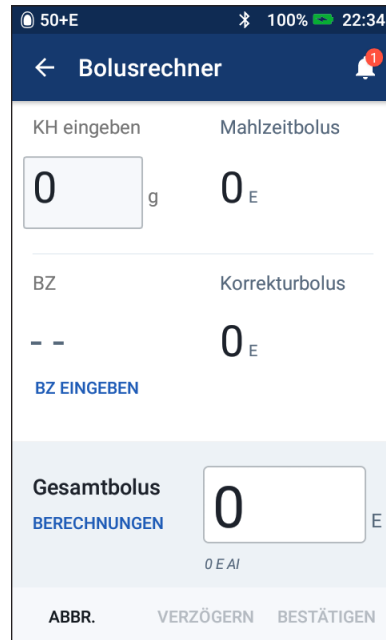 50+E 100% 22:34
← Bolusrechner 1
KH eingeben Mahlzeitbolus
0 g 0 E
BZ Korrekturbolus
-- 0 E
BZ EINGEBEN
Gesamtbolus
BERECHNUNGEN 0 E
0 E AI
ABBR. VERZÖGERN BESTÄTIGEN